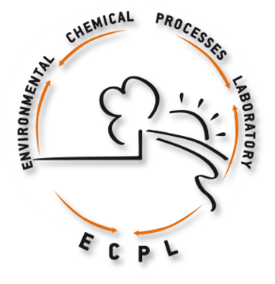 ENVIRONMENTAL CHEMICAL PROCESSES LABORATORY
ECPL